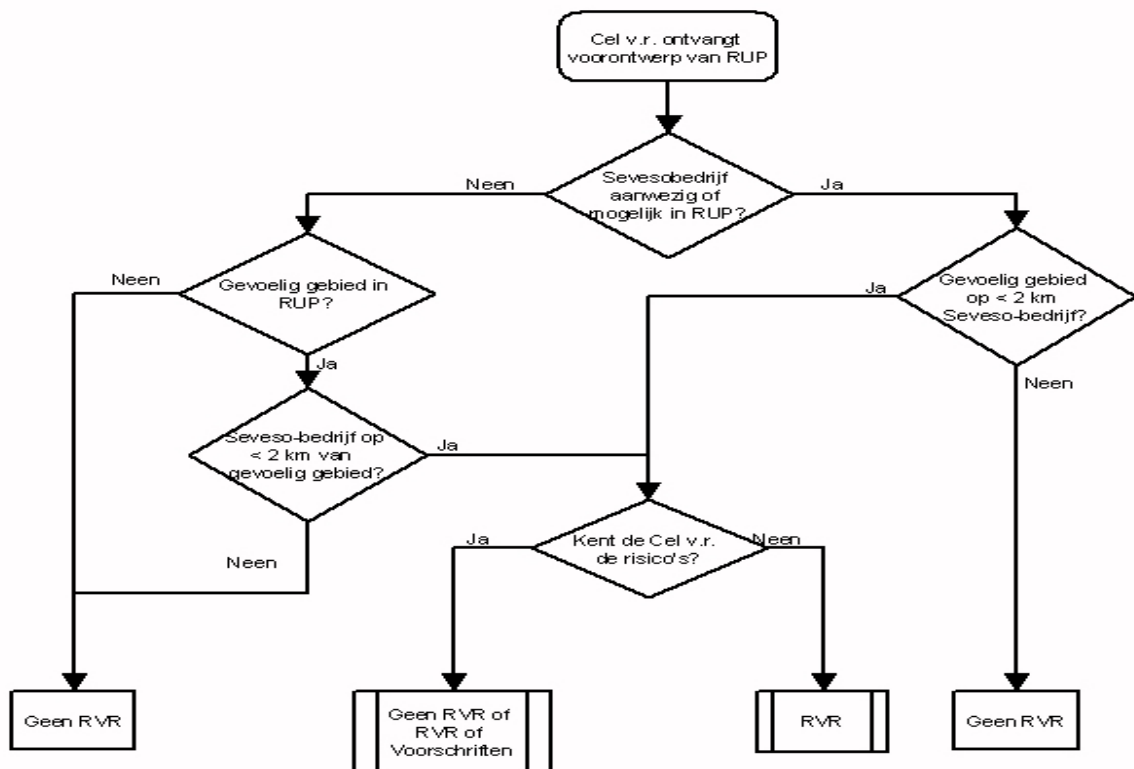 Cel v.r. ontvangt
voorontwerp van RUP
Neen
Sevesobedrijf
aanwezig of
mogelijk in RUP?
Ja
Neen
Gevoelig gebied in
RUP?
Ja
Gevoelig gebied
op < 2 km
Seveso-bedrijf?
Ja
Neen
Seveso-bedrijf op
< 2 km van
gevoelig gebied?
Ja
Neen
Ja
Kent de Cel v.r.
de risico's?
Neen
Geen RVR
Geen RVR of
RVR of
Voorschriften
RVR
Geen RVR